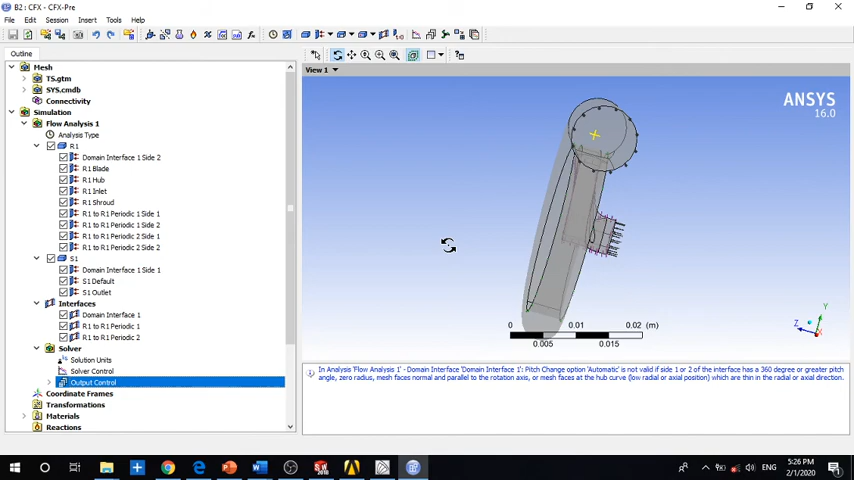 B2 : CFX - CFX-Pre
File Edit Session Insert Tools Help
Outline
Mesh
TS.gtm
SYS.cmdb
Connectivity
Simulation
Flow Analysis 1
Analysis Type
R1
Domain Interface 1 Side 2
R1 Blade
R1 Hub
R1 Inlet
R1 Shroud
R1 to R1 Periodic 1 Side 1
R1 to R1 Periodic 1 Side 2
R1 to R1 Periodic 2 Side 1
R1 to R1 Periodic 2 Side 2
S1
Domain Interface 1 Side 1
S1 Default
S1 Outlet
Interfaces
Domain Interface 1
R1 to R1 Periodic 1
R1 to R1 Periodic 2
Solver
Solution Units
Solver Control
Output Control
Coordinate Frames
Transformations
Materials
Reactions
View 1
ANSYS
16.0
0 0.01 0.02 (m)
0.005 0.015
Y
Z
X
In Analysis 'Flow Analysis 1' - Domain Interface 'Domain Interface 1': Pitch Change option 'Automatic' is not valid if side 1 or 2 of the interface has a 360 degree or greater pitch
angle, zero radius, mesh faces normal and parallel to the rotation axis, or mesh faces at the hub curve (low radial or axial position) which are thin in the radial or axial direction.
ENG
5:26 PM
2/1/2020